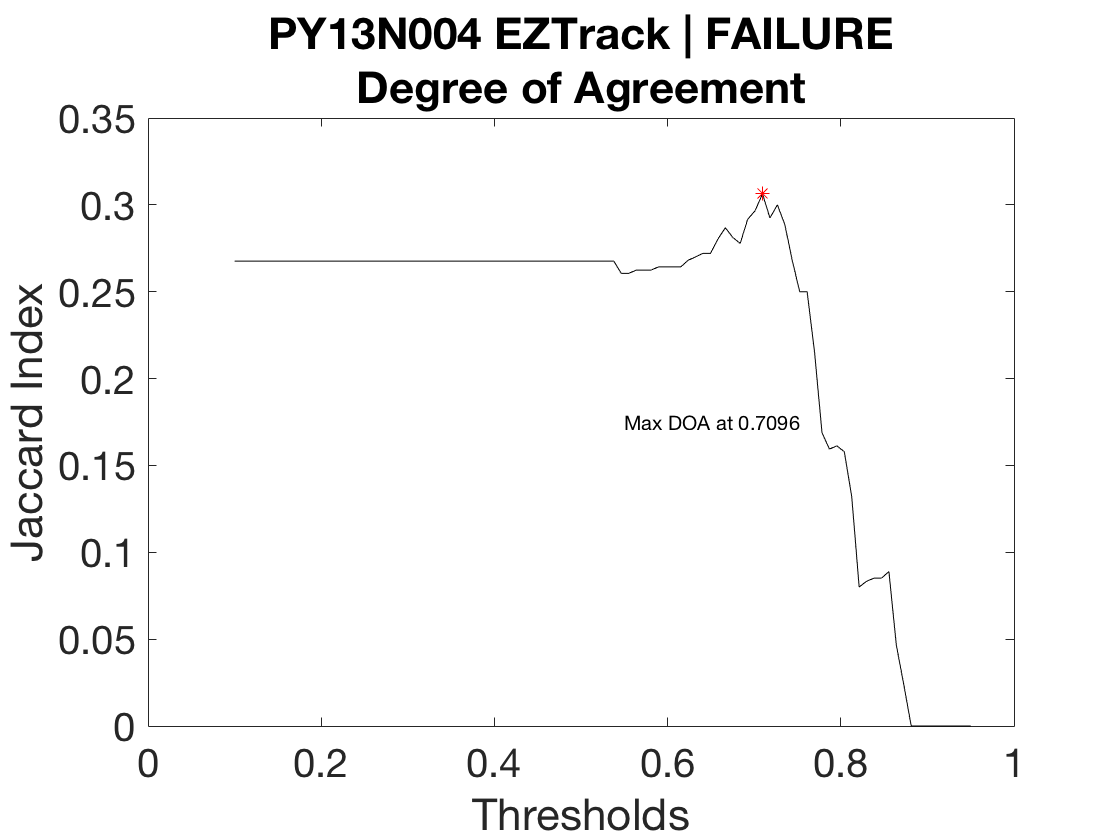 PY13N004 EZTrack | FAILURE
Degree of Agreement
0.35
0.3
0.25
0.2
0.15
0.1
0.05
0
Jaccard Index
Max DOA at 0.7096
0
0.2
0.4
0.6
0.8
1
Thresholds